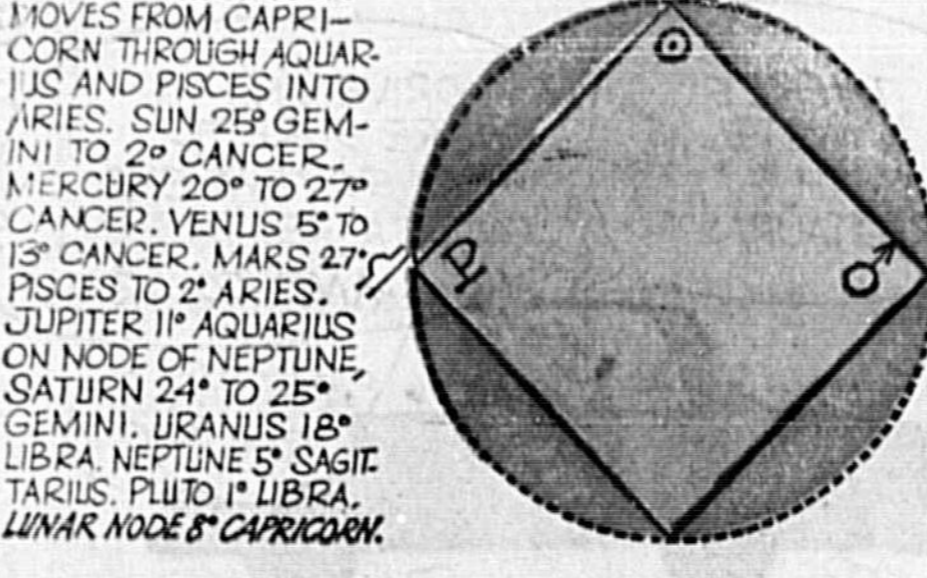 MOVES FROM CAPRI-
CORN THROUGH AQUAR-
IUS AND PISCES INTO
ARIES. SUN 25° GEM-
INI TO 2° CANCER.
MERCURY 20° TO 27°
CANCER. VENUS 5° TO
13° CANCER. MARS 27°
PISCES TO 2° ARIES.
JUPITER 11° AQUARIUS
ON NODE OF NEPTUNE,
SATURN 24° TO 25°
GEMINI. URANUS 18°
LIBRA. NEPTUNE 5° SAGIT-
TARIUS. PLUTO 1° LIBRA.
LUNAR NODE 8° CAPRICORN.